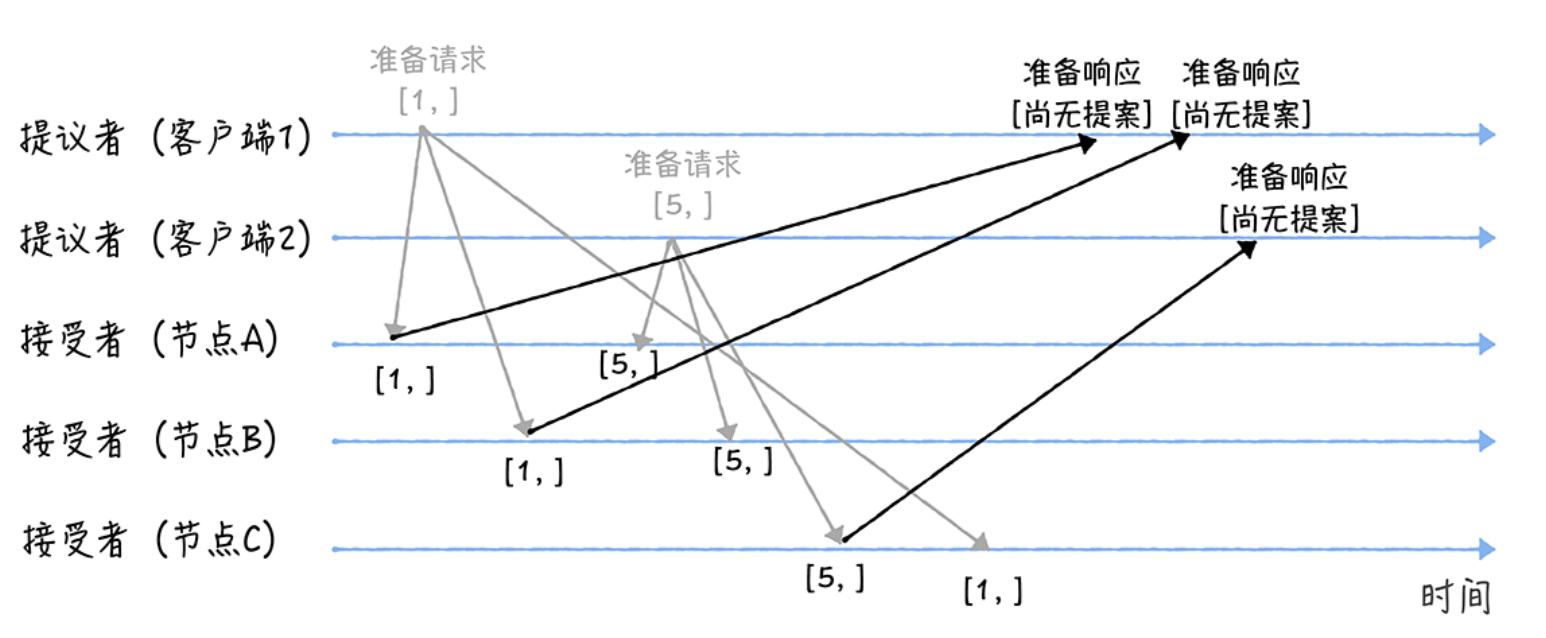 准备请求
[1, ]
准备响应
[尚无提案]
准备响应
[尚无提案]
提议者（客户端1）
准备请求
[5, ]
准备响应
[尚无提案]
提议者（客户端2）
接受者（节点A）
[1, ]
[5, ]
接受者（节点B）
[1, ]
[5, ]
接受者（节点C）
[5, ]
[1, ]
时间